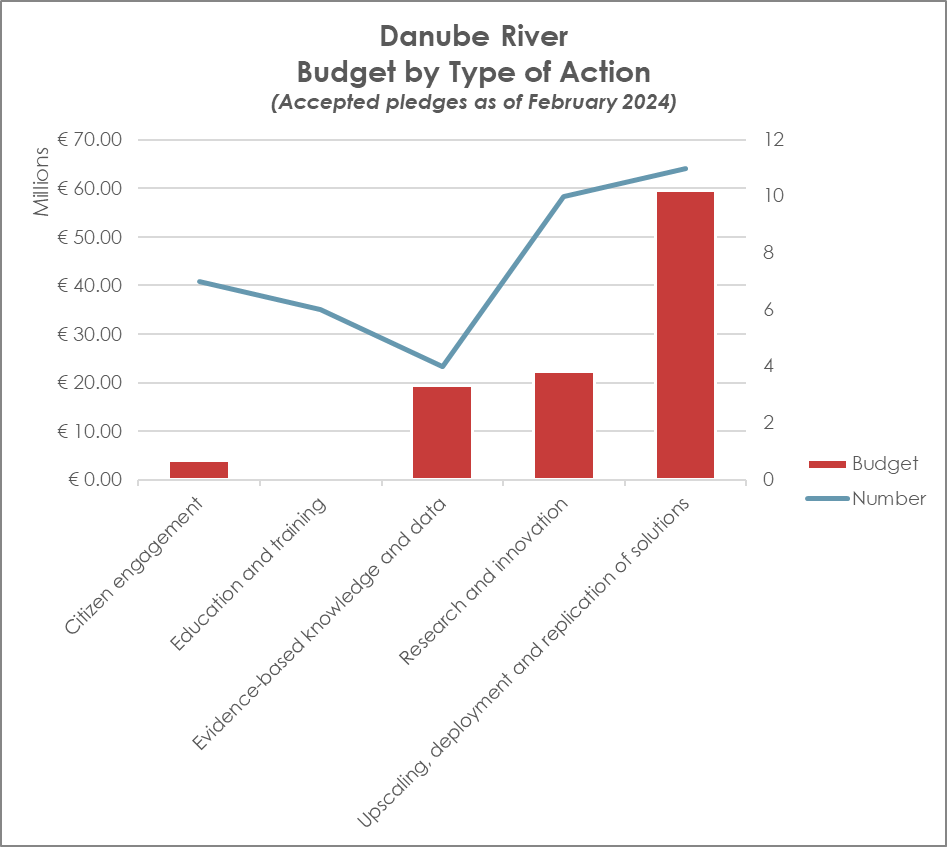 Danube River
Budget by Type of Action
(Accepted pledges as of February 2024)
Millions
€ 70.00
€ 60.00
€ 50.00
€ 40.00
€ 30.00
€ 20.00
€ 10.00
€ 0.00
12
10
8
6
4
2
0
Citizen engagement
Education and training
Evidence-based knowledge and data
Research and innovation
Upscaling, deployment and replication of solutions
Budget
Number